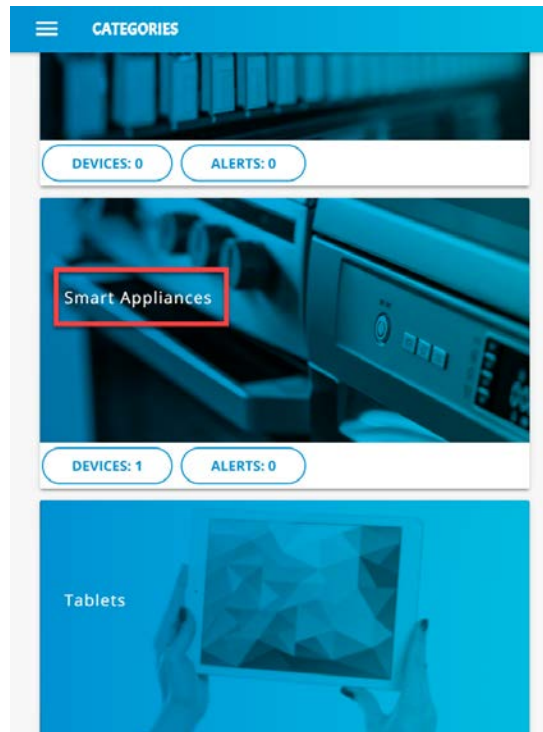 CATEGORIES
DEVICES: 0 ALERTS: 0
Smart Appliances
DEVICES: 1 ALERTS: 0
Tablets